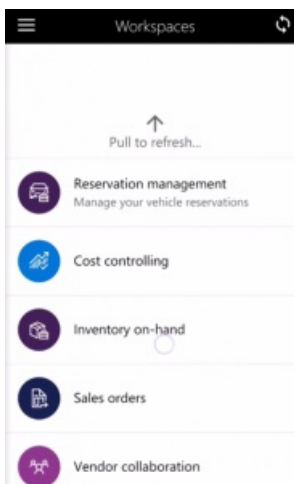 Workspaces
Pull to refresh...
Reservation management
Manage your vehicle reservations
Cost controlling
Inventory on-hand
Sales orders
Vendor collaboration